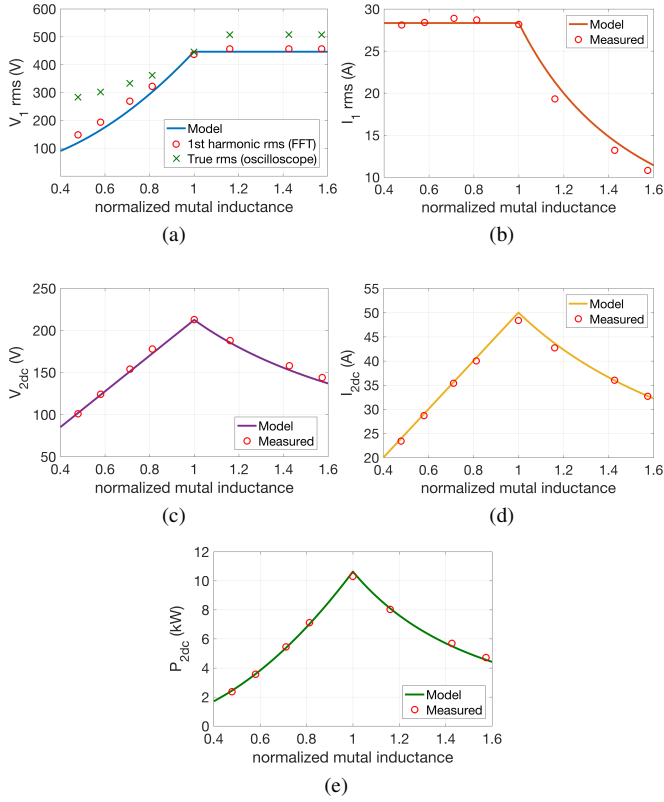 600
500
400
300
200
100
V1 rms (V)
Model
1st harmonic rms (FFT)
True rms (oscilloscope)
0.4 0.6 0.8 1 1.2 1.4 1.6
normalized mutal inductance
(a)
30
25
20
15
10
I1 rms (A)
Model
Measured
0.4 0.6 0.8 1 1.2 1.4 1.6
normalized mutal inductance
(b)
250
200
150
100
50
V2dc (V)
Model
Measured
0.4 0.6 0.8 1 1.2 1.4 1.6
normalized mutal inductance
(c)
55
50
45
40
35
30
25
20
I2dc (A)
Model
Measured
0.4 0.6 0.8 1 1.2 1.4 1.6
normalized mutal inductance
(d)
12
10
8
6
4
2
0
P2dc (kW)
Model
Measured
0.4 0.6 0.8 1 1.2 1.4 1.6
normalized mutal inductance
(e)